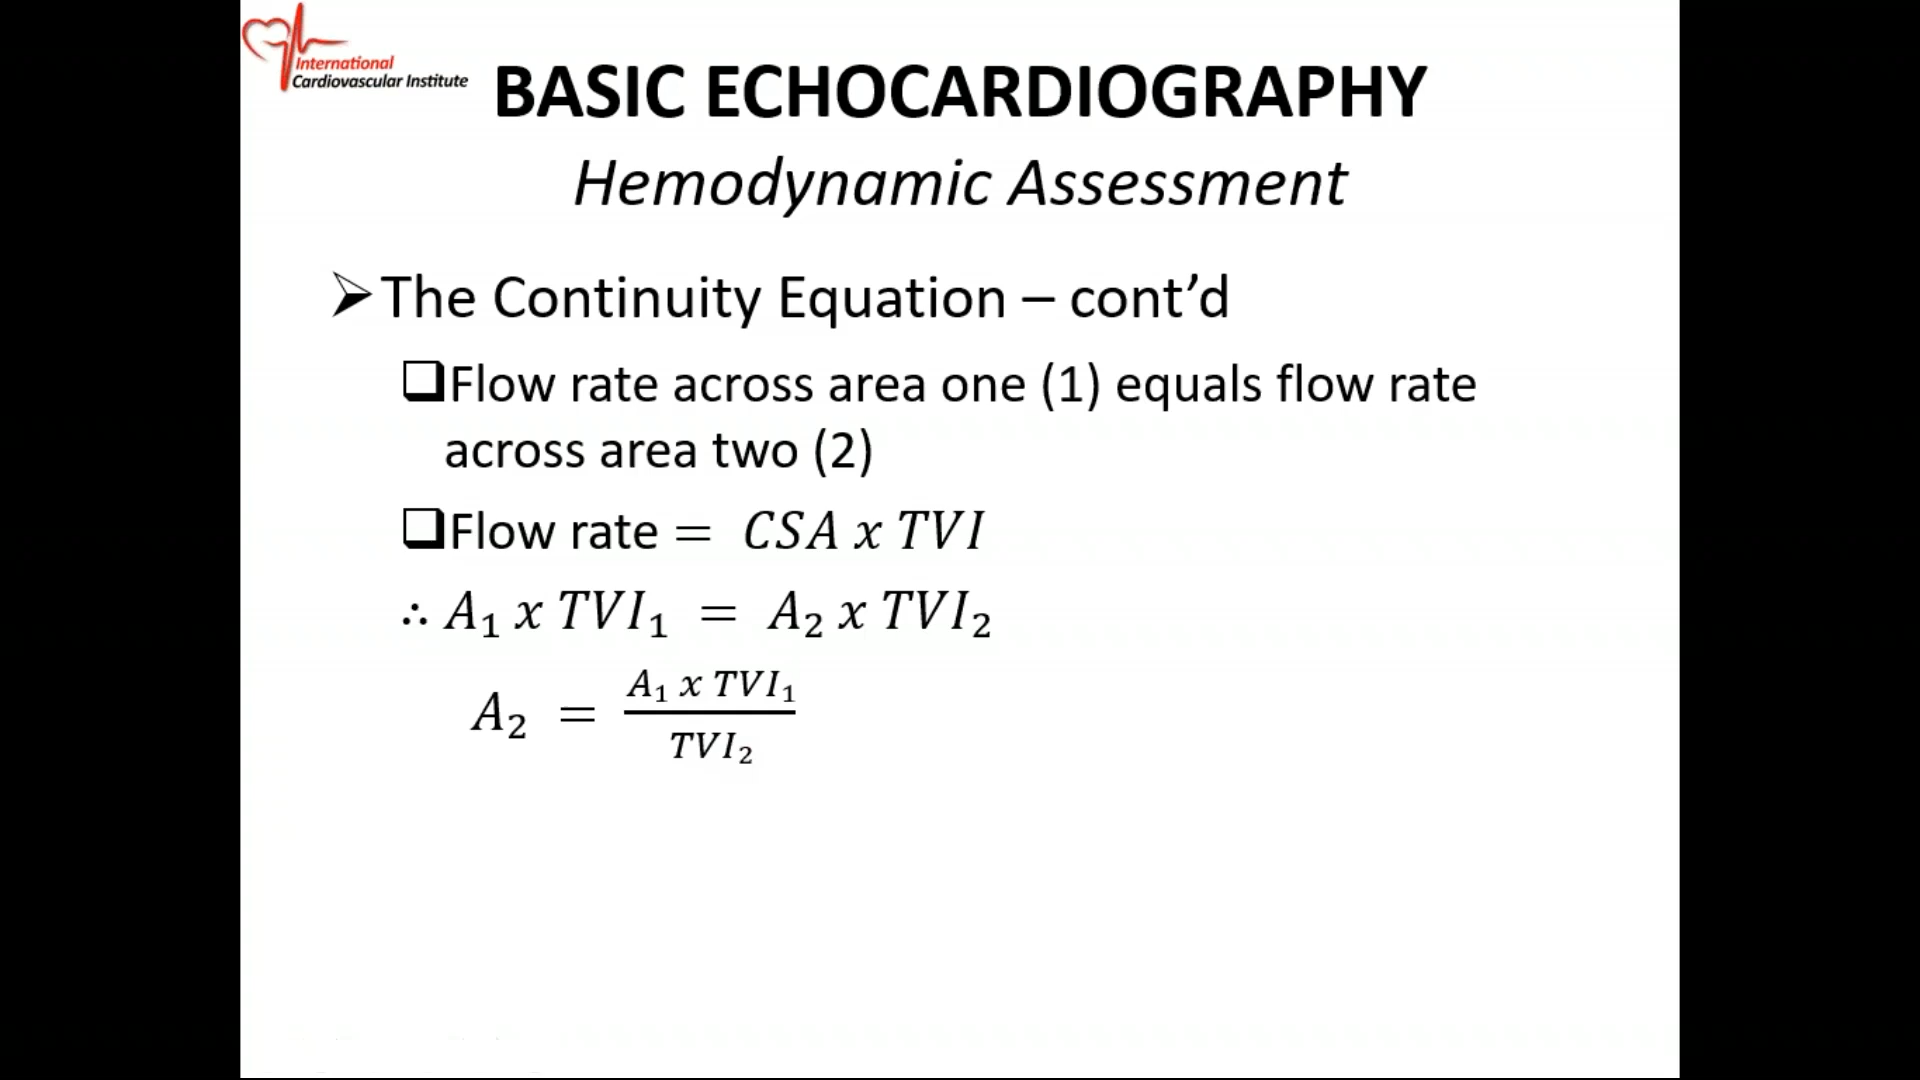 International
Cardiovascular Institute
BASIC ECHOCARDIOGRAPHY
Hemodynamic Assessment
➢The Continuity Equation – cont’d
❑Flow rate across area one (1) equals flow rate
across area two (2)
❑Flow rate = CSA x TVI
∴ A₁ x TVI₁ = A₂ x TVI₂
A₂ = A₁ x TVI₁ / TVI₂